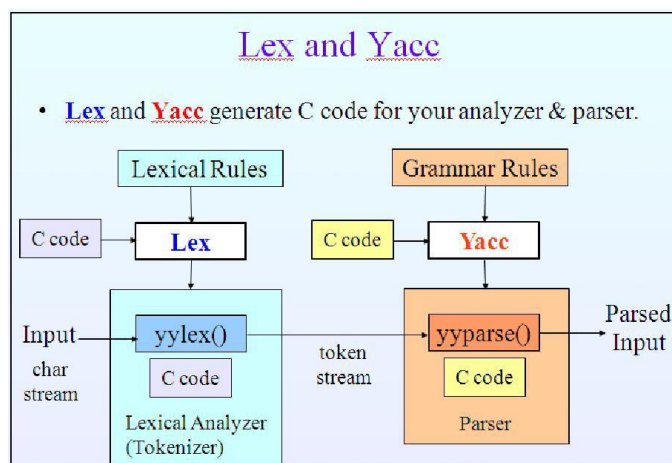 Lex and Yacc
• Lex and Yacc generate C code for your analyzer & parser.
Lexical Rules
Grammar Rules
C code
Lex
C code
Yacc
Input
yylex()
yyparse()
Parsed
Input
char
stream
C code
token
stream
C code
Lexical Analyzer
(Tokenizer)
Parser